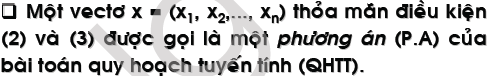 ❑ Một vectơ x = (x₁, x₂,..., xₙ) thỏa mãn điều kiện
(2) và (3) được gọi là một phương án (P.A) của
bài toán quy hoạch tuyến tính (QHTT).